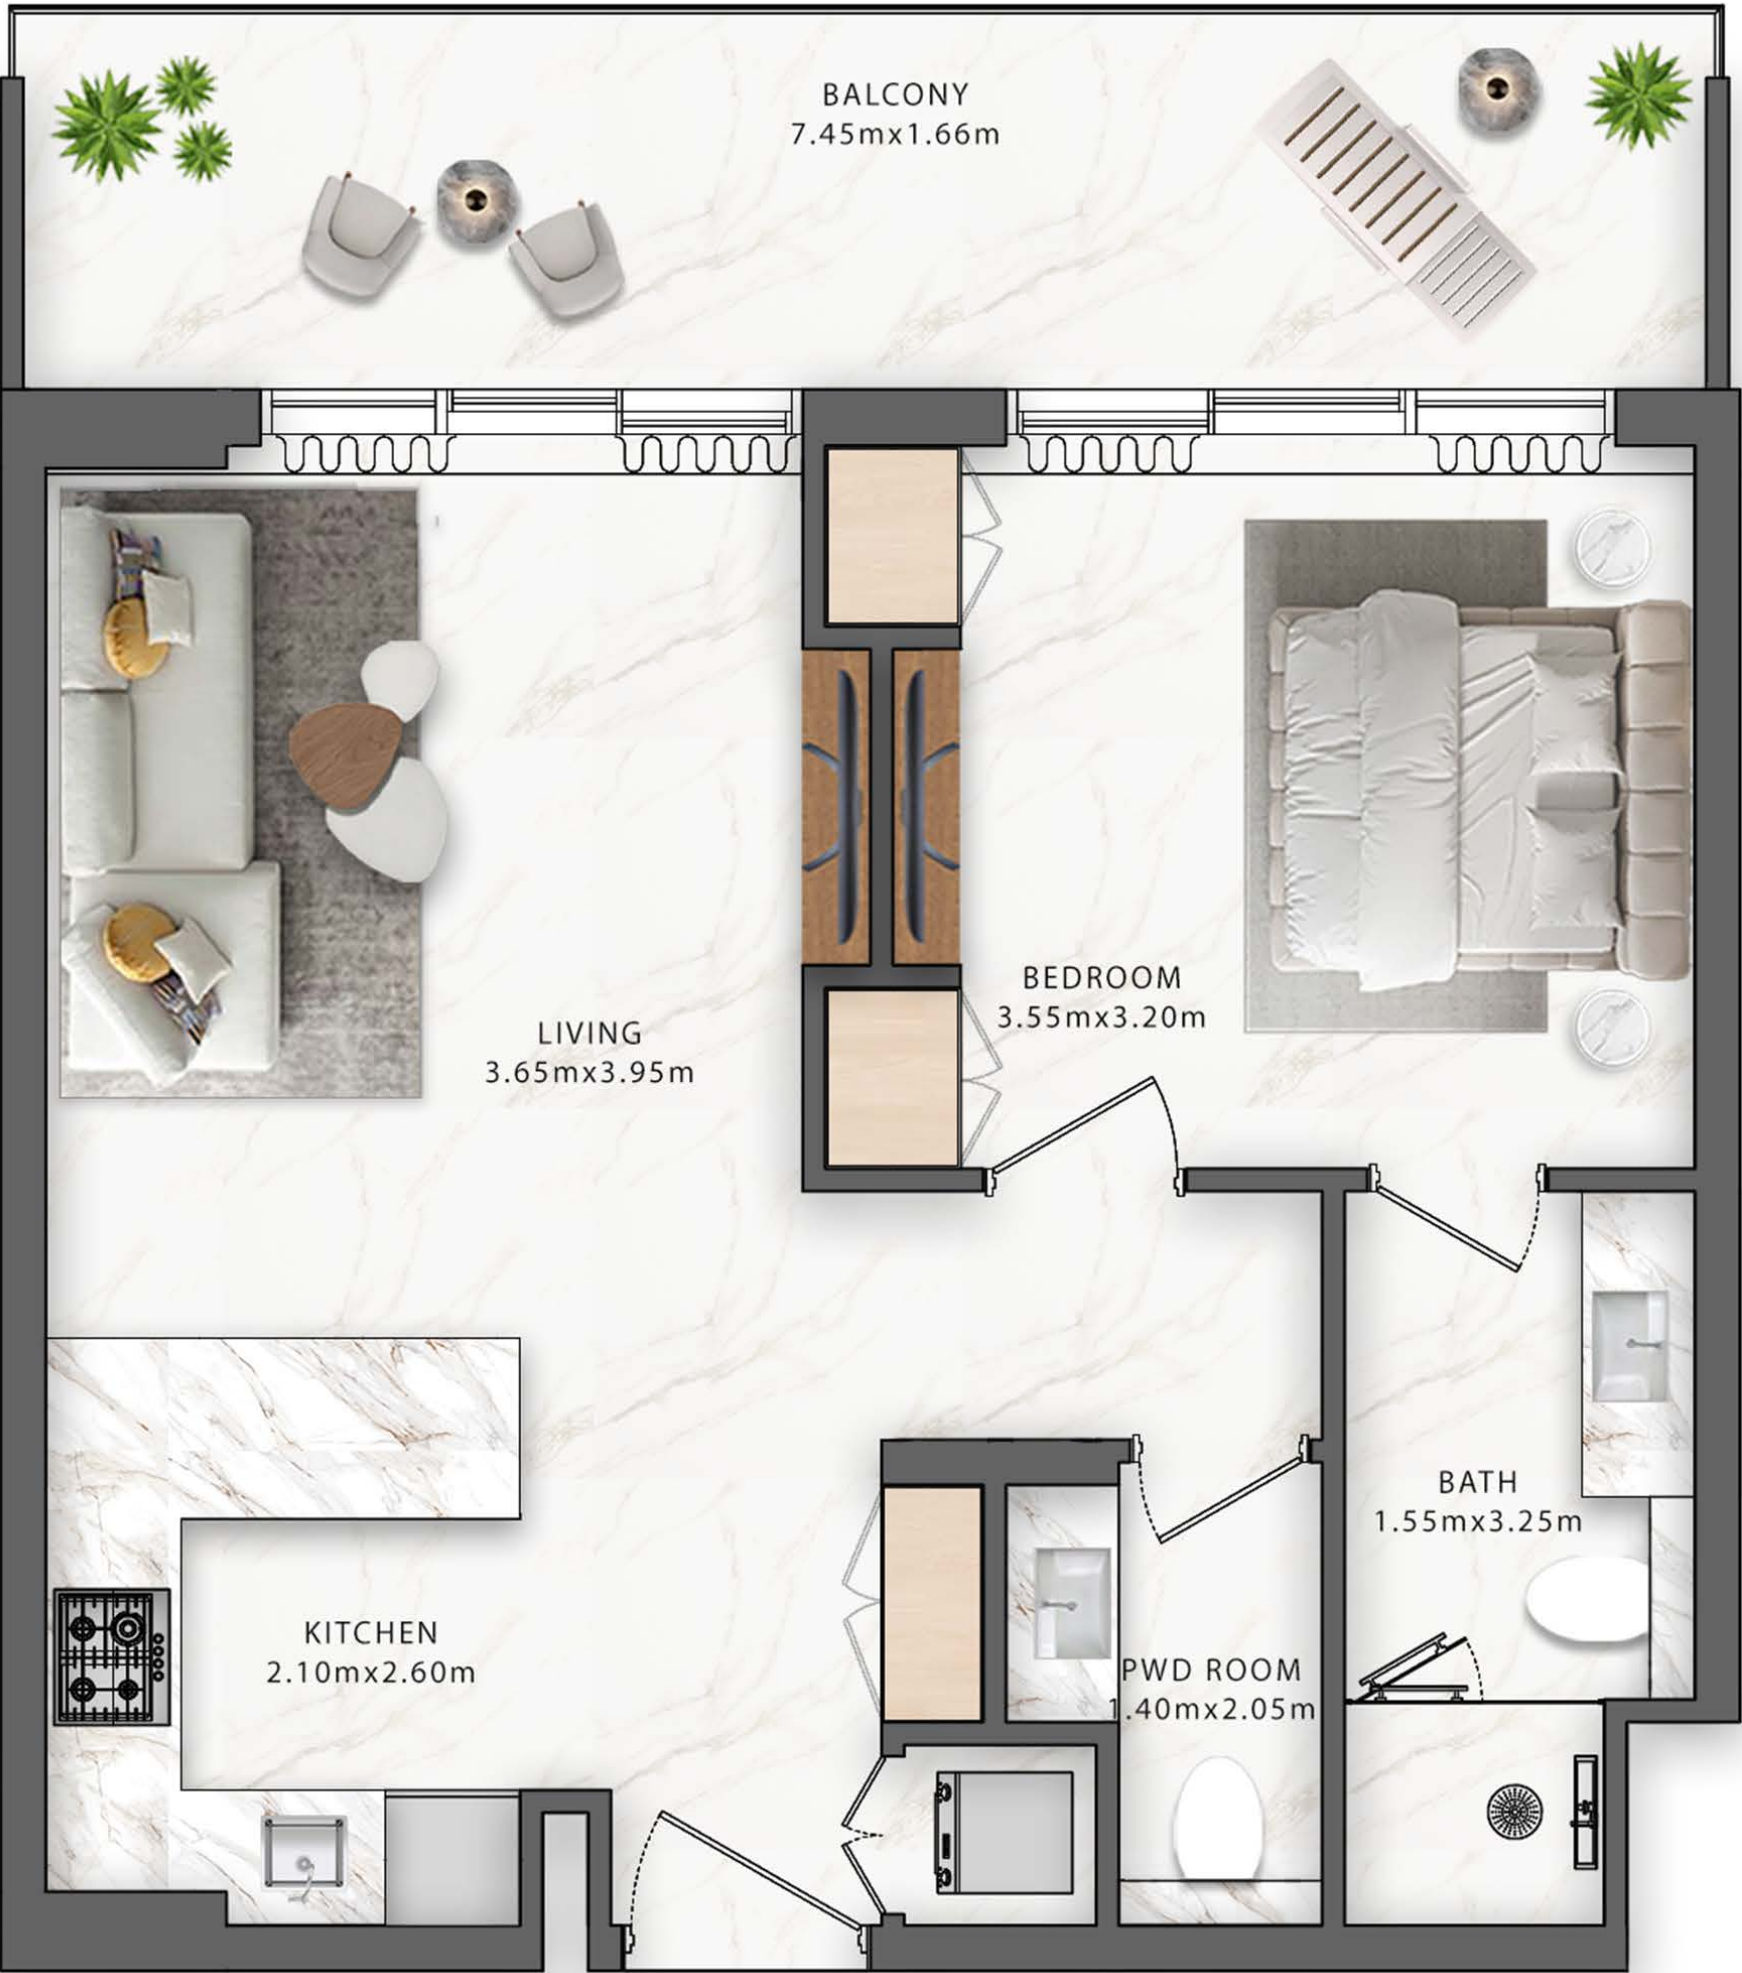 BALCONY
7.45mx1.66m
BEDROOM
3.55mx3.20m
LIVING
3.65mx3.95m
BATH
1.55mx3.25m
KITCHEN
2.10mx2.60m
PWD ROOM
1.40mx2.05m